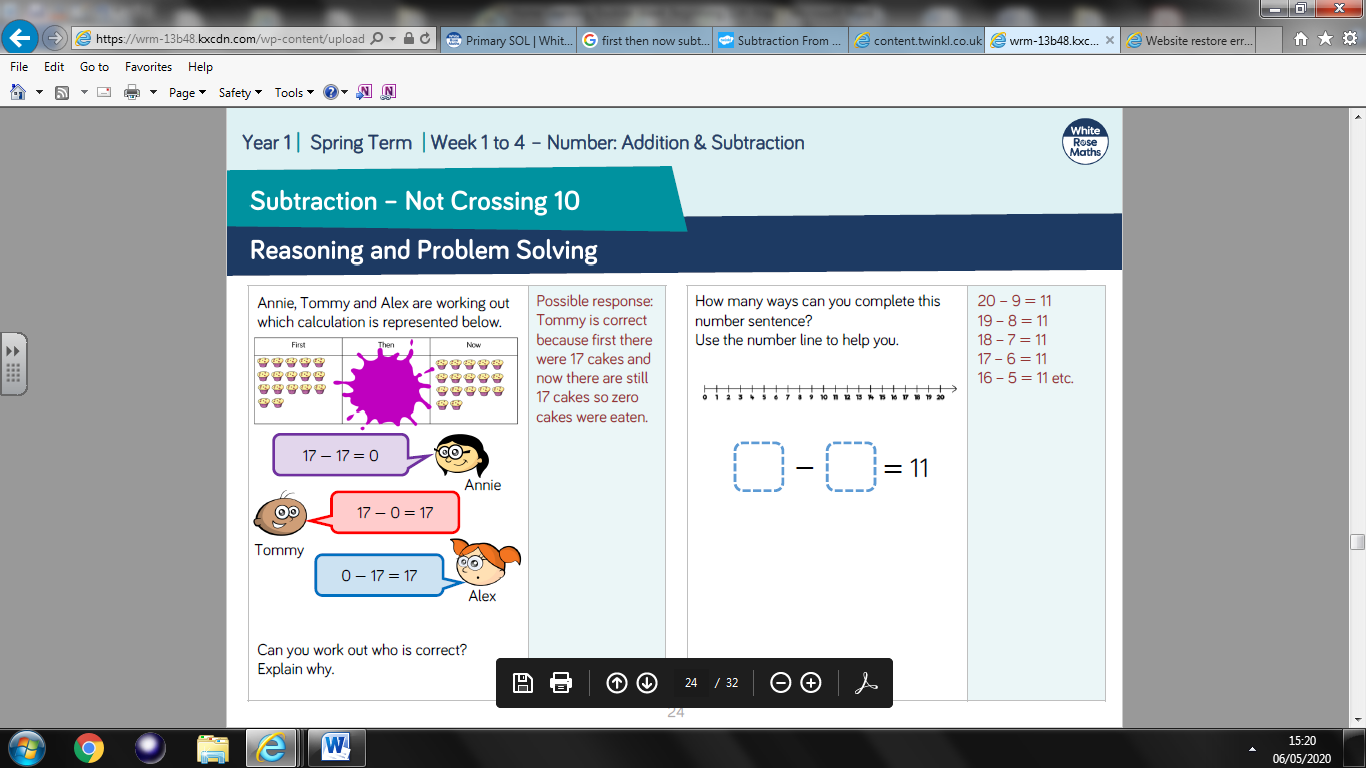 https://wrm-13b48.kxcdn.com/wp-content/upload
Primary SOL | Whit...
first then now subt...
Subtraction From ...
content.twinkl.co.uk
wrm-13b48.kxc...
Website restore err...
File Edit Go to Favorites Help
Page Safety Tools
Year 1 | Spring Term | Week 1 to 4 – Number: Addition & Subtraction
White
Rose
Maths
Subtraction – Not Crossing 10
Reasoning and Problem Solving
Annie, Tommy and Alex are working out
which calculation is represented below.
First Then Now
17 – 17 = 0
Annie
17 – 0 = 17
Tommy
0 – 17 = 17
Alex
Can you work out who is correct?
Explain why.
Possible response:
Tommy is correct
because first there
were 17 cakes and
now there are still
17 cakes so zero
cakes were eaten.
How many ways can you complete this
number sentence?
Use the number line to help you.
0 1 2 3 4 5 6 7 8 9 10 11 12 13 14 15 16 17 18 19 20
– = 11
20 – 9 = 11
19 – 8 = 11
18 – 7 = 11
17 – 6 = 11
16 – 5 = 11 etc.
24 / 32
24
15:20
06/05/2020